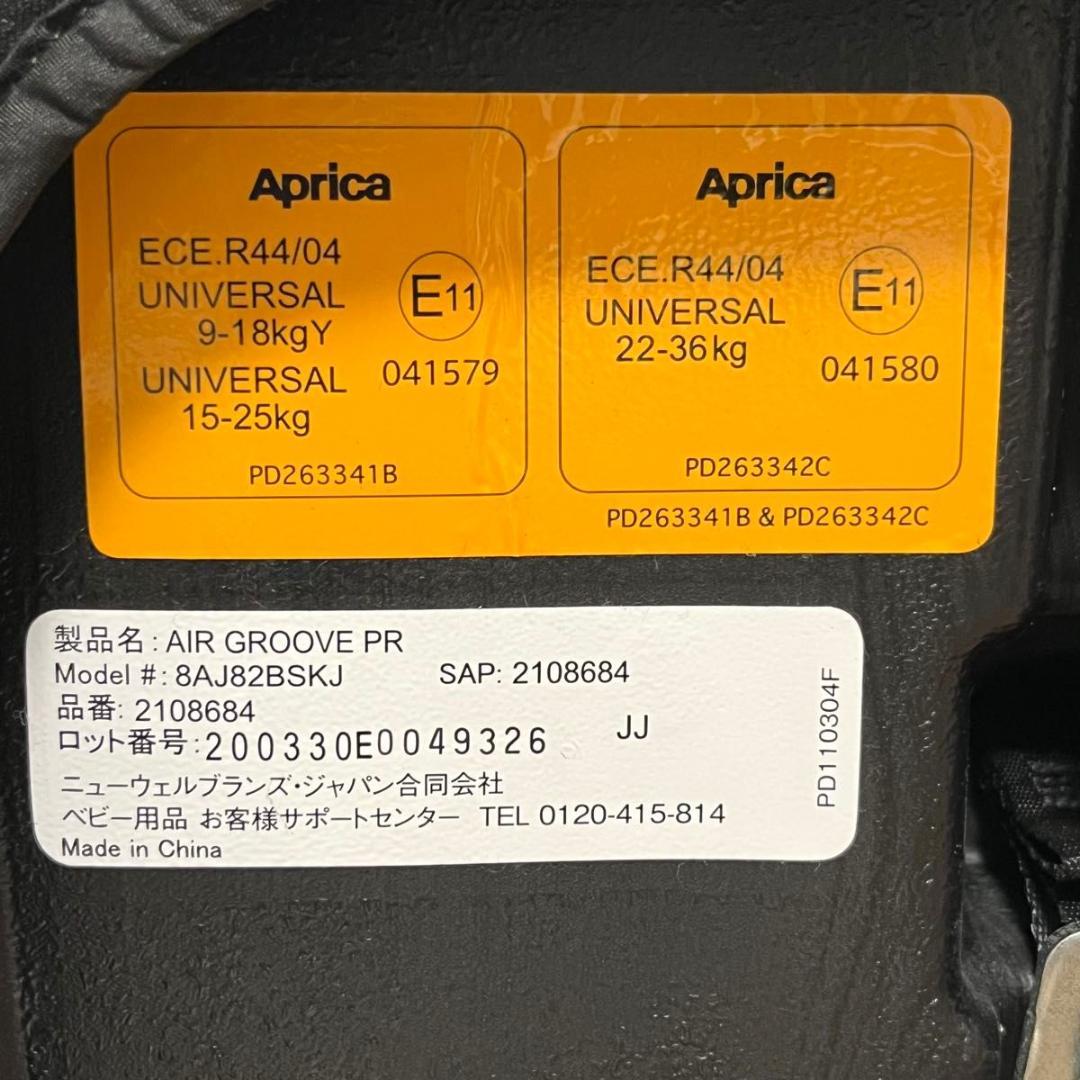 Aprica
ECE.R44/04
UNIVERSAL
9-18kgY
UNIVERSAL
15-25kg
E11
041579
PD263341B
Aprica
ECE.R44/04
UNIVERSAL
22-36kg
E11
041580
PD263342C
PD263341B & PD263342C
製品名: AIR GROOVE PR
Model #: 8AJ82BSKJ SAP: 2108684
品番: 2108684
ロット番号: 200330E0049326 JJ
ニューウェルブランズ・ジャパン合同会社
ベビー用品 お客様サポートセンター TEL 0120-415-814
Made in China
PD110304F